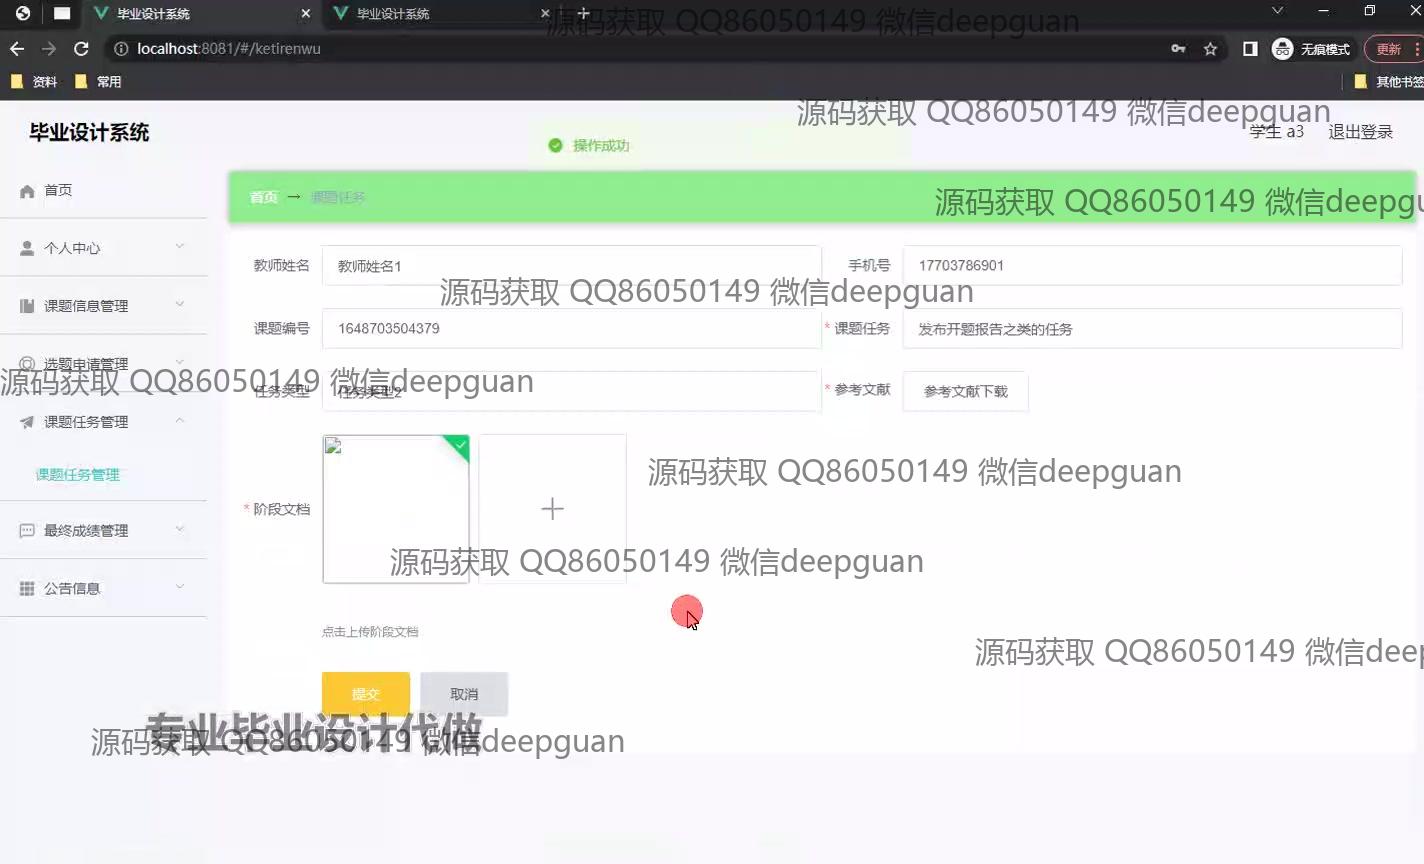 毕业设计系统 毕业设计系统
源码获取 QQ86050149 微信deepguan
localhost:8081/#/ketirenwu 无痕模式 更新
资料 常用 其他书签
源码获取 QQ86050149 微信deepguan
毕业设计系统 操作成功 学生 a3 退出登录
首页
首页 → 课题任务
源码获取 QQ86050149 微信deepgu
个人中心
教师姓名 教师姓名1 手机号 17703786901
源码获取 QQ86050149 微信deepguan
课题信息管理
课题编号 1648703504379 * 课题任务 发布开题报告之类的任务
选题申请管理
源码获取 QQ86050149 微信deepguan
任务类型 任务类型2 * 参考文献 参考文献下载
课题任务管理
课题任务管理
源码获取 QQ86050149 微信deepguan
* 阶段文档
最终成绩管理
源码获取 QQ86050149 微信deepguan
公告信息
点击上传阶段文档
源码获取 QQ86050149 微信deep
提交 取消
专业毕业设计代做
源码获取 QQ86050149 微信deepguan